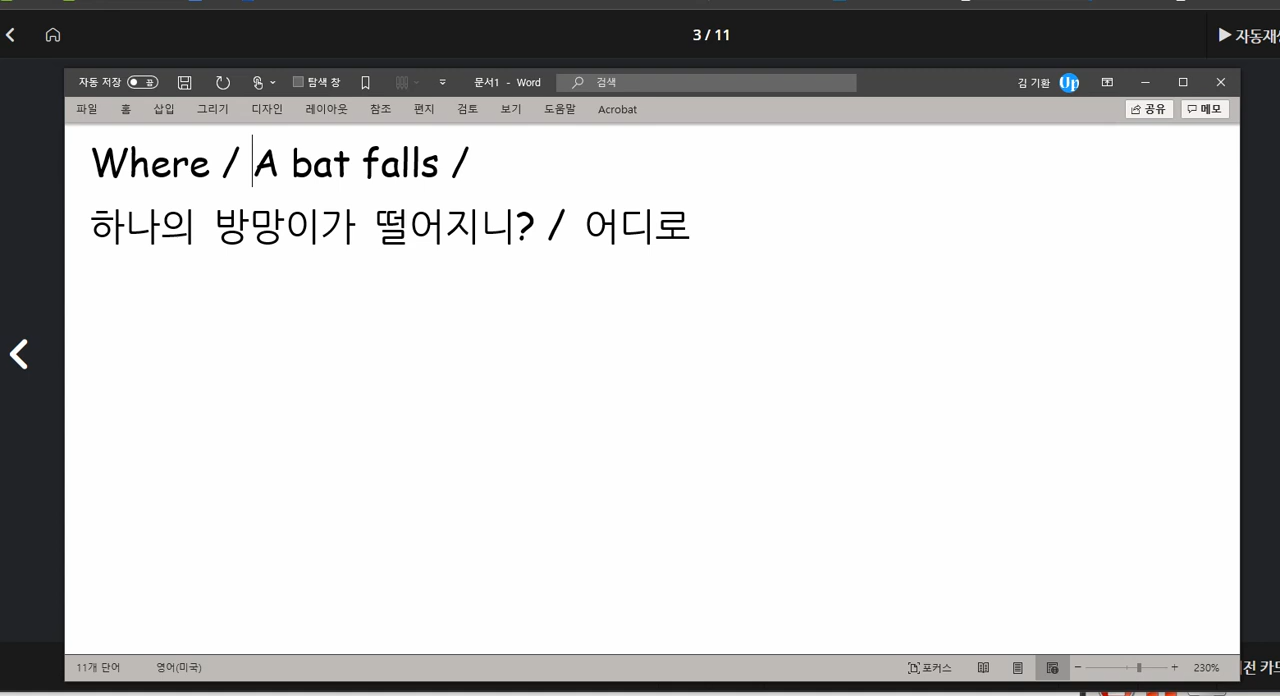 3 / 11
▶ 자동재생
자동 저장 끔 탐색 창 문서1 - Word 검색 김 기환 Up
파일 홈 삽입 그리기 디자인 레이아웃 참조 편지 검토 보기 도움말 Acrobat 공유 메모
Where / A bat falls /
하나의 방망이가 떨어지니? / 어디로
11개 단어 영어(미국) 포커스 - + 230%